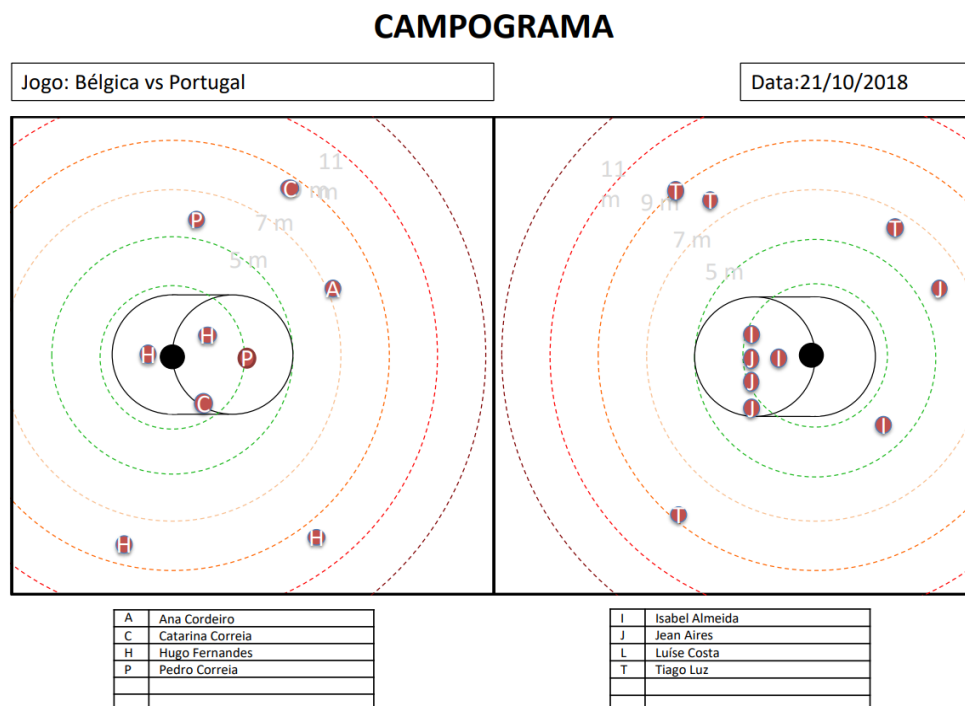 CAMPOGRAMA
Jogo: Bélgica vs Portugal
Data:21/10/2018
11
m
C
m
P
7 m
5 m
A
H
H
P
C
H
H
11
m
T
T
9 m
T
7 m
5 m
J
I
J
I
J
J
I
T
A Ana Cordeiro
C Catarina Correia
H Hugo Fernandes
P Pedro Correia
I Isabel Almeida
J Jean Aires
L Luíse Costa
T Tiago Luz